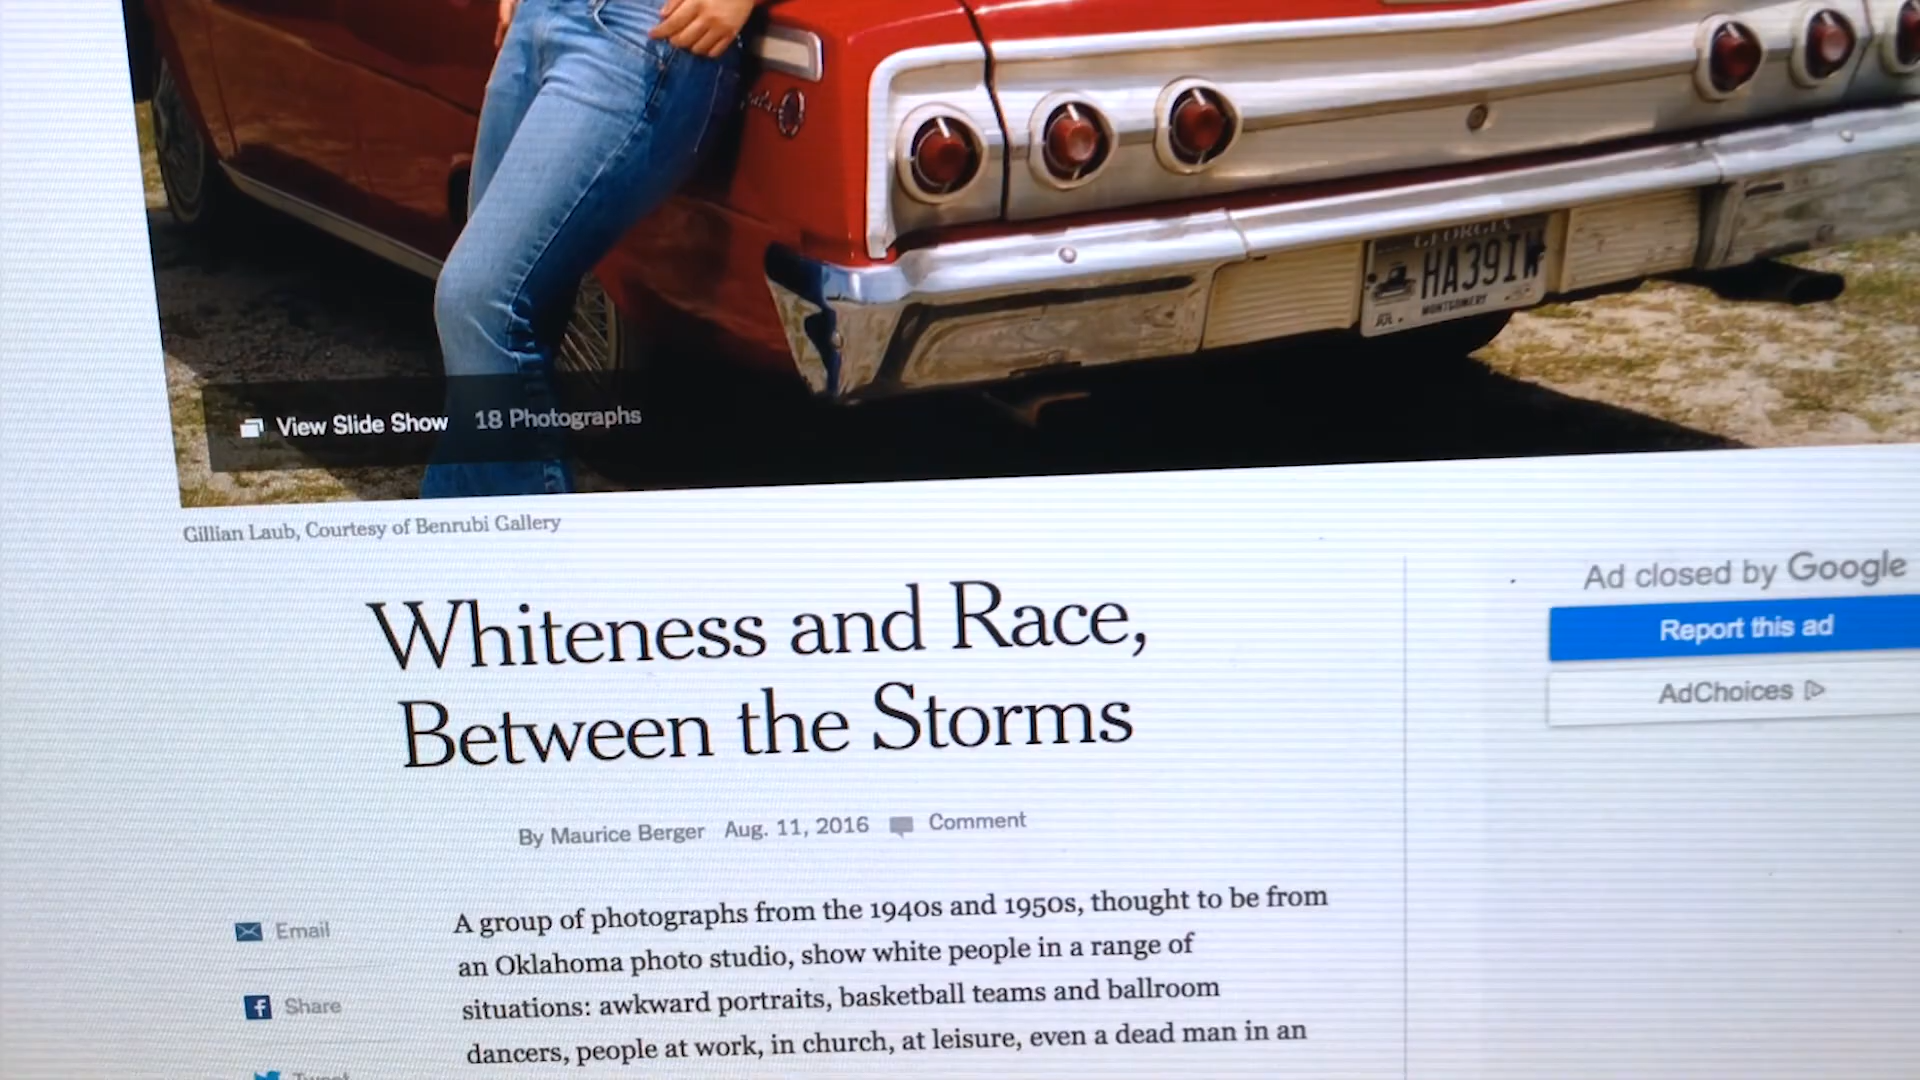 GEORGIA
HA39IW
MONTGOMERY
View Slide Show 18 Photographs
Gillian Laub, Courtesy of Benrubi Gallery
Whiteness and Race,
Between the Storms
By Maurice Berger Aug. 11, 2016 Comment
Ad closed by Google
Report this ad
AdChoices
Email
Share
Tweet
A group of photographs from the 1940s and 1950s, thought to be from
an Oklahoma photo studio, show white people in a range of
situations: awkward portraits, basketball teams and ballroom
dancers, people at work, in church, at leisure, even a dead man in an